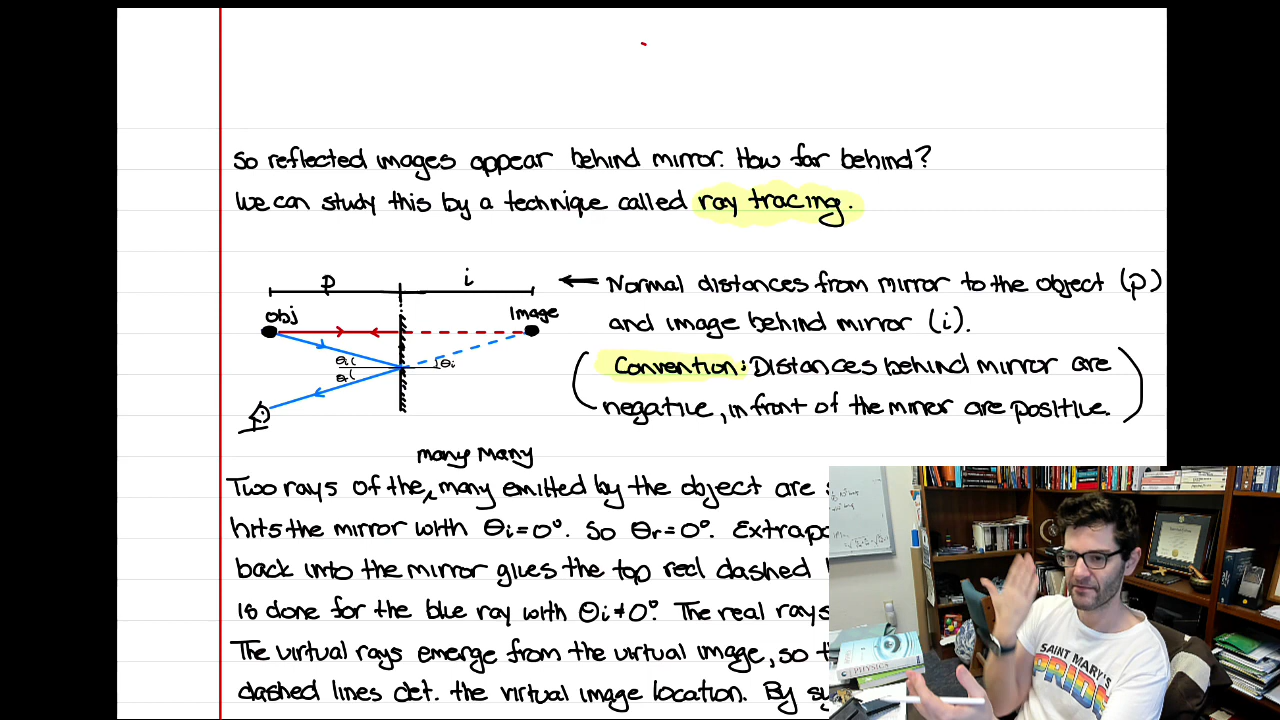 So reflected images appear behind mirror. How far behind?
We can study this by a technique called ray tracing.
p i
Obj Image
← Normal distances from mirror to the object (p)
and image behind mirror (i).
(Convention: Distances behind mirror are
negative, in front of the mirror are positive.)
θi θi
θr
many many
Two rays of the, many emitted by the object are
hits the mirror with θi=0°. So θr=0°. Extrapo
back into the mirror gives the top red dashed
is done for the blue ray with θi≠0°. The real rays
The virtual rays emerge from the virtual image, so
dashed lines det. the virtual image location. By sy
PHYSICS
SAINT MARY'S
PRIDE